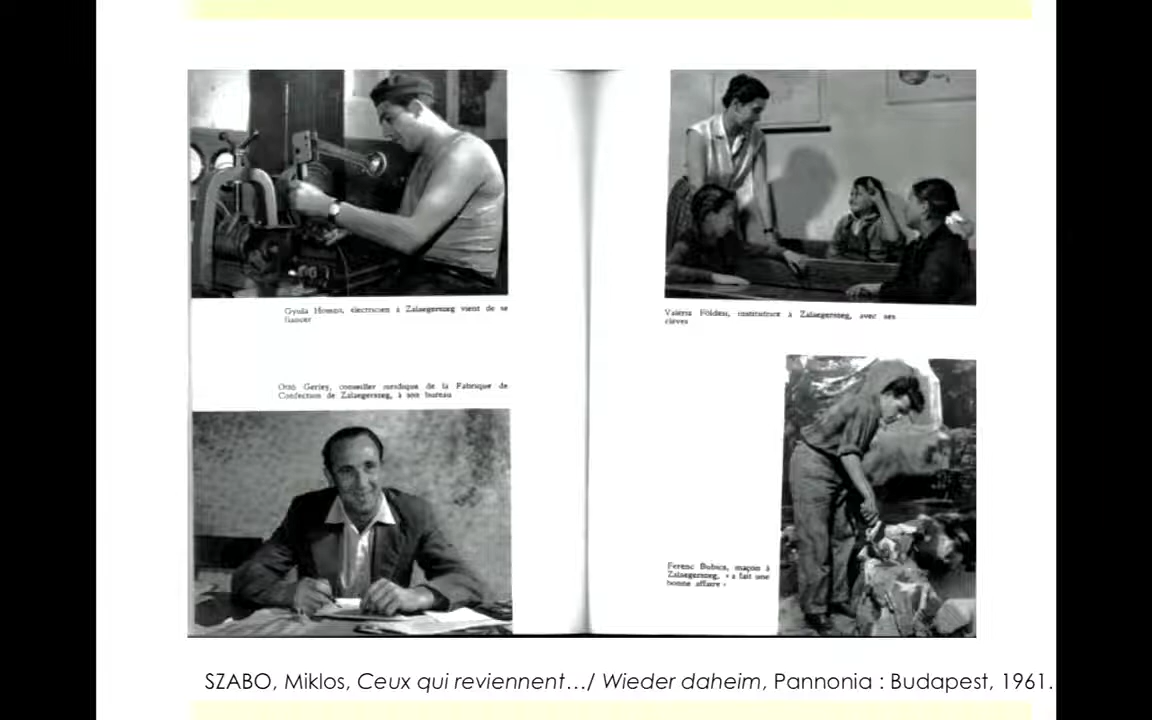 Gyula Hommt, électricien à Zalaegerszeg vient de se
fiancer
Otto Gerley, conseiller juridique de la Fabrique de
Confection de Zalaegerszeg, à son bureau
Valéria Földesi, institutrice à Zalaegerszeg, avec ses
élèves
Ferenc Bubics, maçon à
Zalaegerszeg, « a fait une
bonne affaire »
SZABO, Miklos, Ceux qui reviennent…/ Wieder daheim, Pannonia : Budapest, 1961.